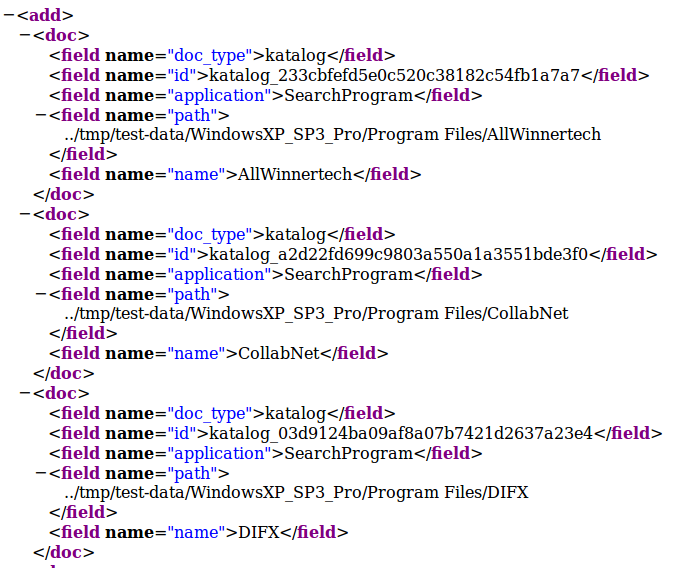 −<add>
−<doc>
<field name="doc_type">katalog</field>
<field name="id">katalog_233cbfefd5e0c520c38182c54fb1a7a7</field>
<field name="application">SearchProgram</field>
−<field name="path">
../tmp/test-data/WindowsXP_SP3_Pro/Program Files/AllWinnertech
</field>
<field name="name">AllWinnertech</field>
</doc>
−<doc>
<field name="doc_type">katalog</field>
<field name="id">katalog_a2d22fd699c9803a550a1a3551bde3f0</field>
<field name="application">SearchProgram</field>
−<field name="path">
../tmp/test-data/WindowsXP_SP3_Pro/Program Files/CollabNet
</field>
<field name="name">CollabNet</field>
</doc>
−<doc>
<field name="doc_type">katalog</field>
<field name="id">katalog_03d9124ba09af8a07b7421d2637a23e4</field>
<field name="application">SearchProgram</field>
−<field name="path">
../tmp/test-data/WindowsXP_SP3_Pro/Program Files/DIFX
</field>
<field name="name">DIFX</field>
</doc>